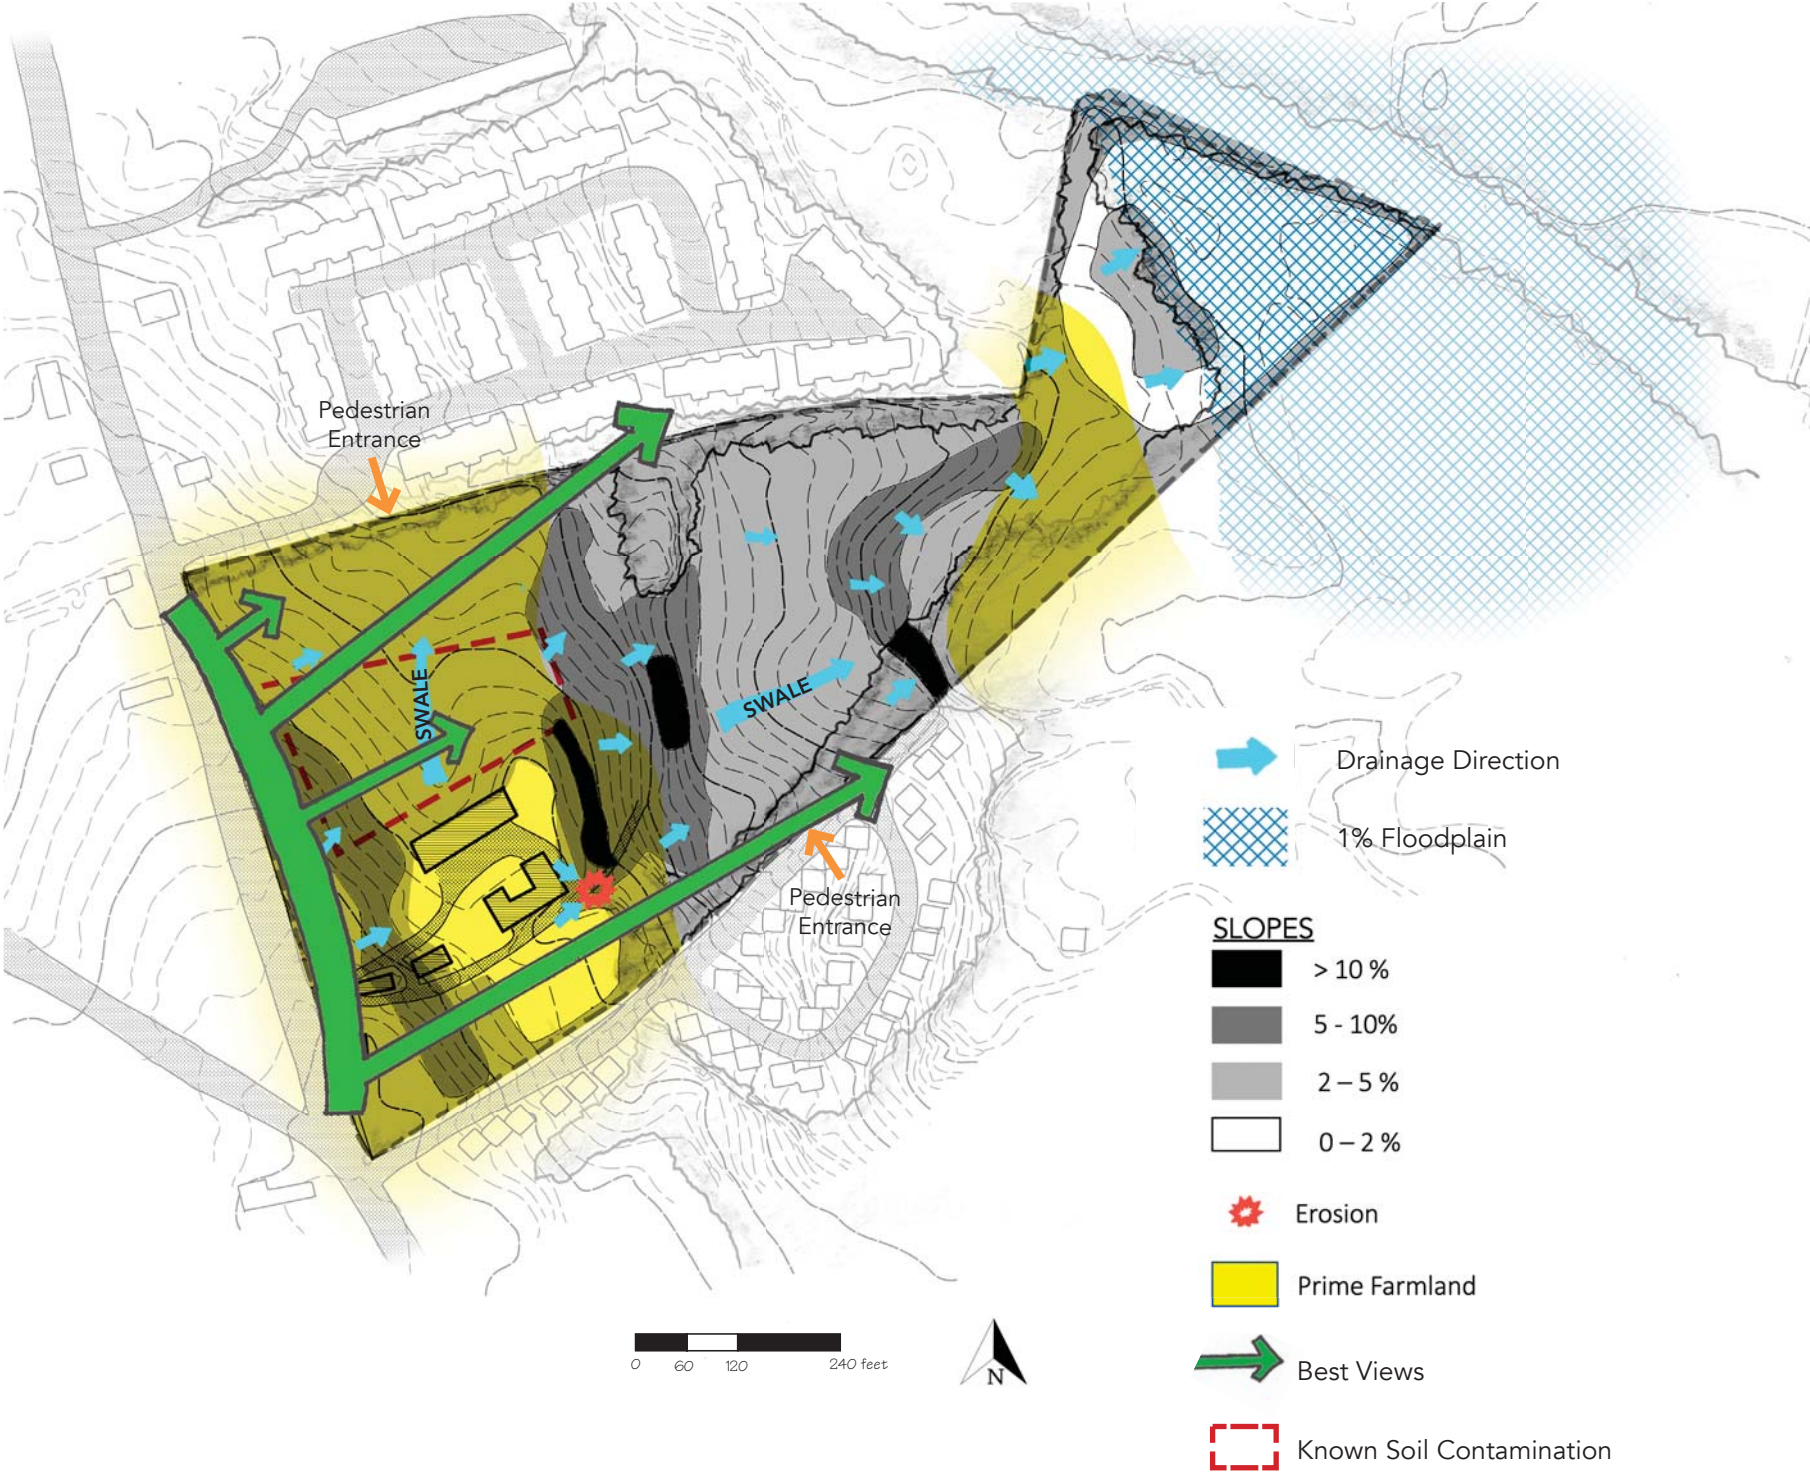 Pedestrian
Entrance
SWALE
SWALE
Pedestrian
Entrance
Drainage Direction
1% Floodplain
SLOPES
> 10 %
5 - 10%
2 – 5 %
0 – 2 %
Erosion
Prime Farmland
Best Views
Known Soil Contamination
0 60 120 240 feet
N